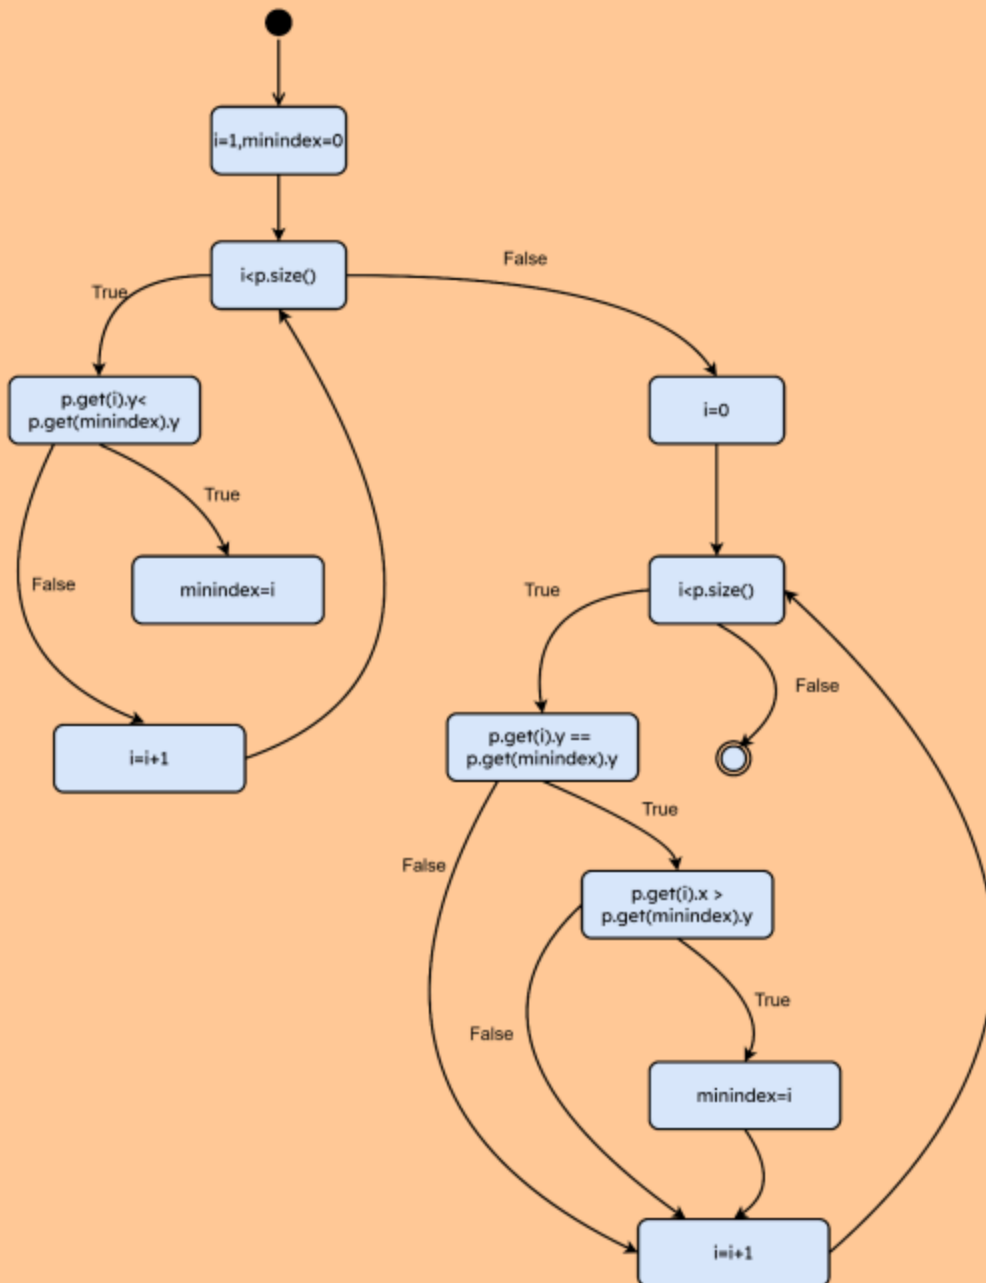 i=1,minindex=0
i<p.size()
False
True
p.get(i).y<
p.get(minindex).y
i=0
True
minindex=i
False
i<p.size()
True
False
i=i+1
p.get(i).y ==
p.get(minindex).y
True
False
p.get(i).x >
p.get(minindex).y
True
False
minindex=i
i=i+1